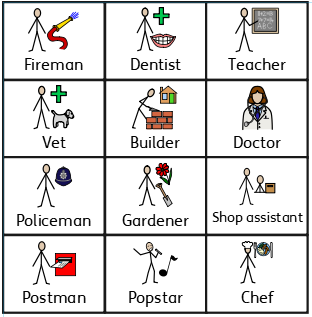 Fireman
Dentist
Teacher
Vet
Builder
Doctor
Policeman
Gardener
Shop assistant
Postman
Popstar
Chef